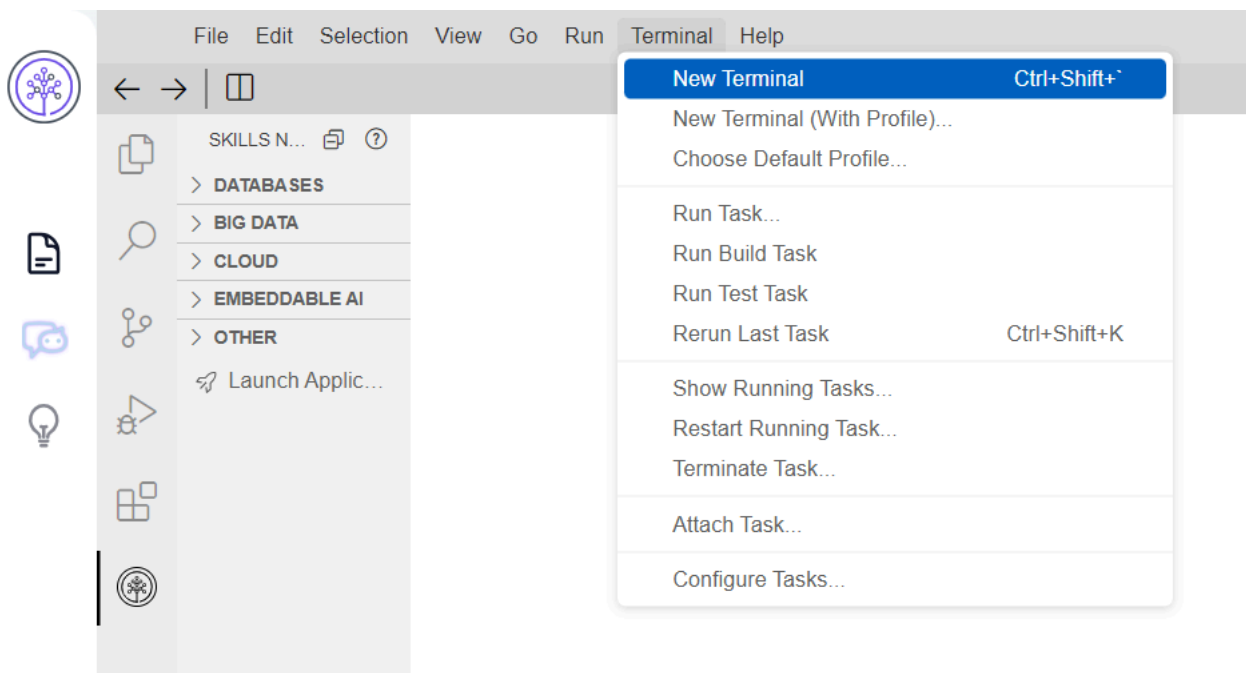 File Edit Selection View Go Run Terminal Help
SKILLS N...
DATABASES
BIG DATA
CLOUD
EMBEDDABLE AI
OTHER
Launch Applic...
New Terminal Ctrl+Shift+`
New Terminal (With Profile)...
Choose Default Profile...
Run Task...
Run Build Task
Run Test Task
Rerun Last Task Ctrl+Shift+K
Show Running Tasks...
Restart Running Task...
Terminate Task...
Attach Task...
Configure Tasks...